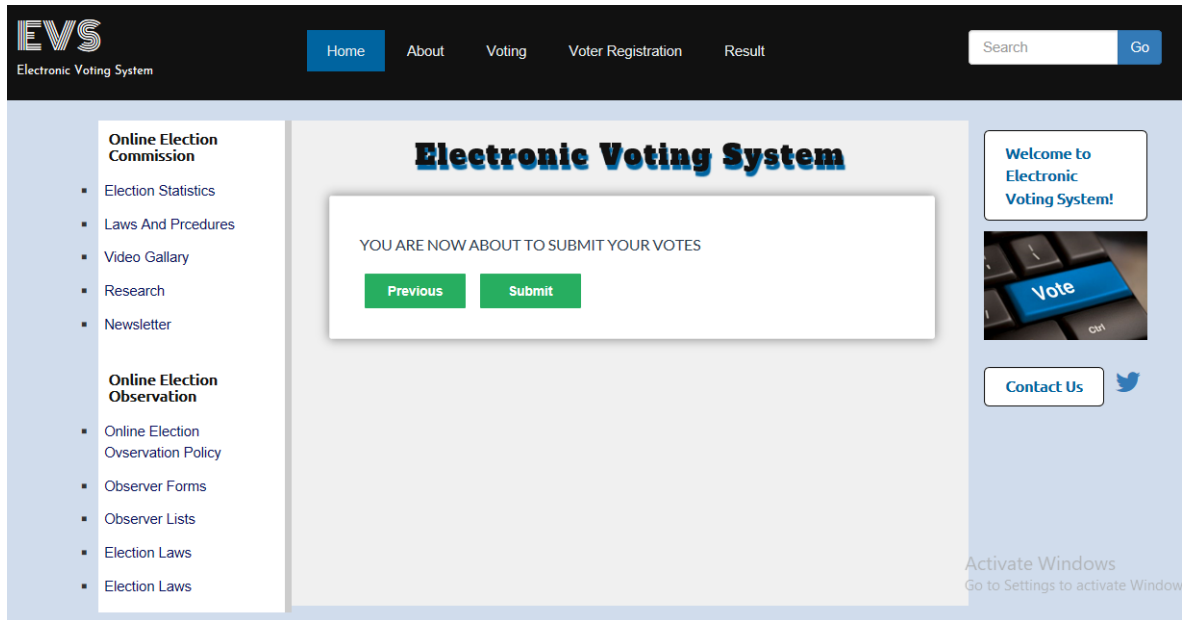 EVS
Electronic Voting System
Home About Voting Voter Registration Result
Search Go
Online Election
Commission
Election Statistics
Laws And Prcedures
Video Gallary
Research
Newsletter
Online Election
Observation
Online Election
Ovservation Policy
Observer Forms
Observer Lists
Election Laws
Election Laws
Electronic Voting System
YOU ARE NOW ABOUT TO SUBMIT YOUR VOTES
Previous Submit
Welcome to
Electronic
Voting System!
Vote
Ctrl
Contact Us
Activate Windows
Go to Settings to activate Window